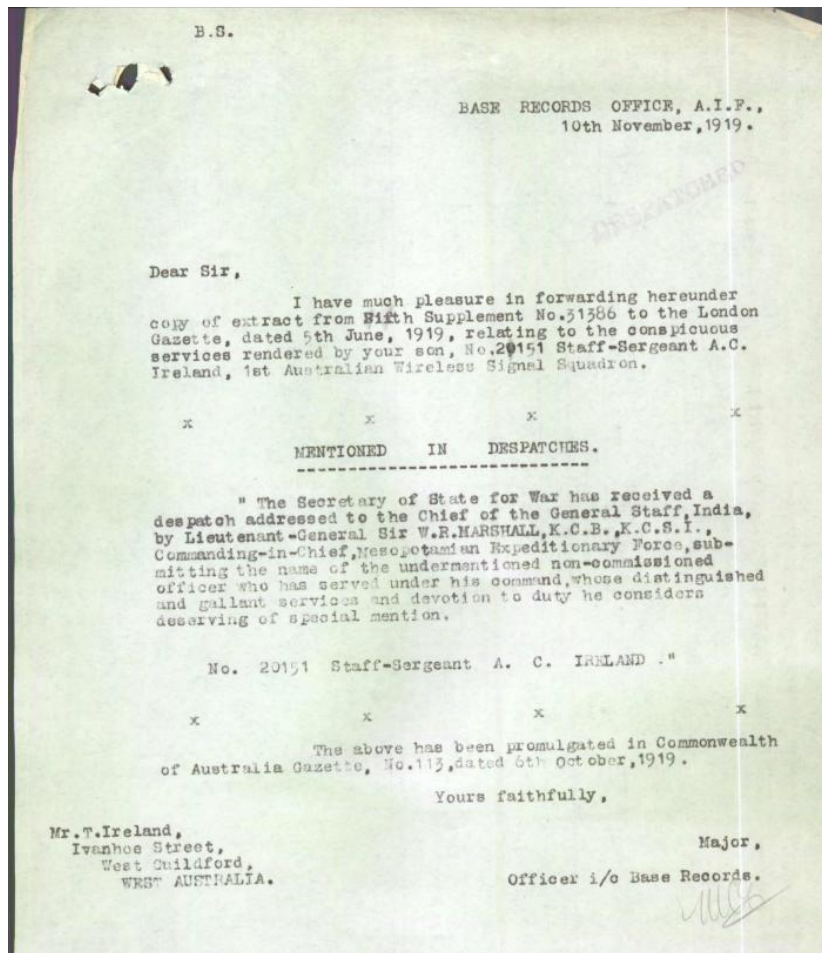 B.S.
BASE RECORDS OFFICE, A.I.F.,
10th November,1919.
DESPATCHED
Dear Sir,
I have much pleasure in forwarding hereunder
copy of extract from Fifth Supplement No.31386 to the London
Gazette, dated 5th June, 1919, relating to the conspicuous
services rendered by your son, No.20151 Staff-Sergeant A.C.
Ireland, 1st Australian Wireless Signal Squadron.
x x x x
MENTIONED IN DESPATCHES.
-----------------------------
" The Secretary of State for War has received a
despatch addressed to the Chief of the General Staff,India,
by Lieutenant-General Sir W.R.MARSHALL,K.C.B.,K.C.S.I.,
Commanding-in-Chief,Mesopotamian Expeditionary Force,sub-
mitting the name of the undermentioned non-commissioned
officer who has served under his command,whose distinguished
and gallant services and devotion to duty he considers
deserving of special mention.
No. 20151 Staff-Sergeant A. C. IRELAND ."
x x x x
The above has been promulgated in Commonwealth
of Australia Gazette, No.113,dated 6th October,1919.
Yours faithfully,
Mr.T.Ireland,
Ivanhoe Street,
West Guildford,
WEST AUSTRALIA.
Major,
Officer i/c Base Records.